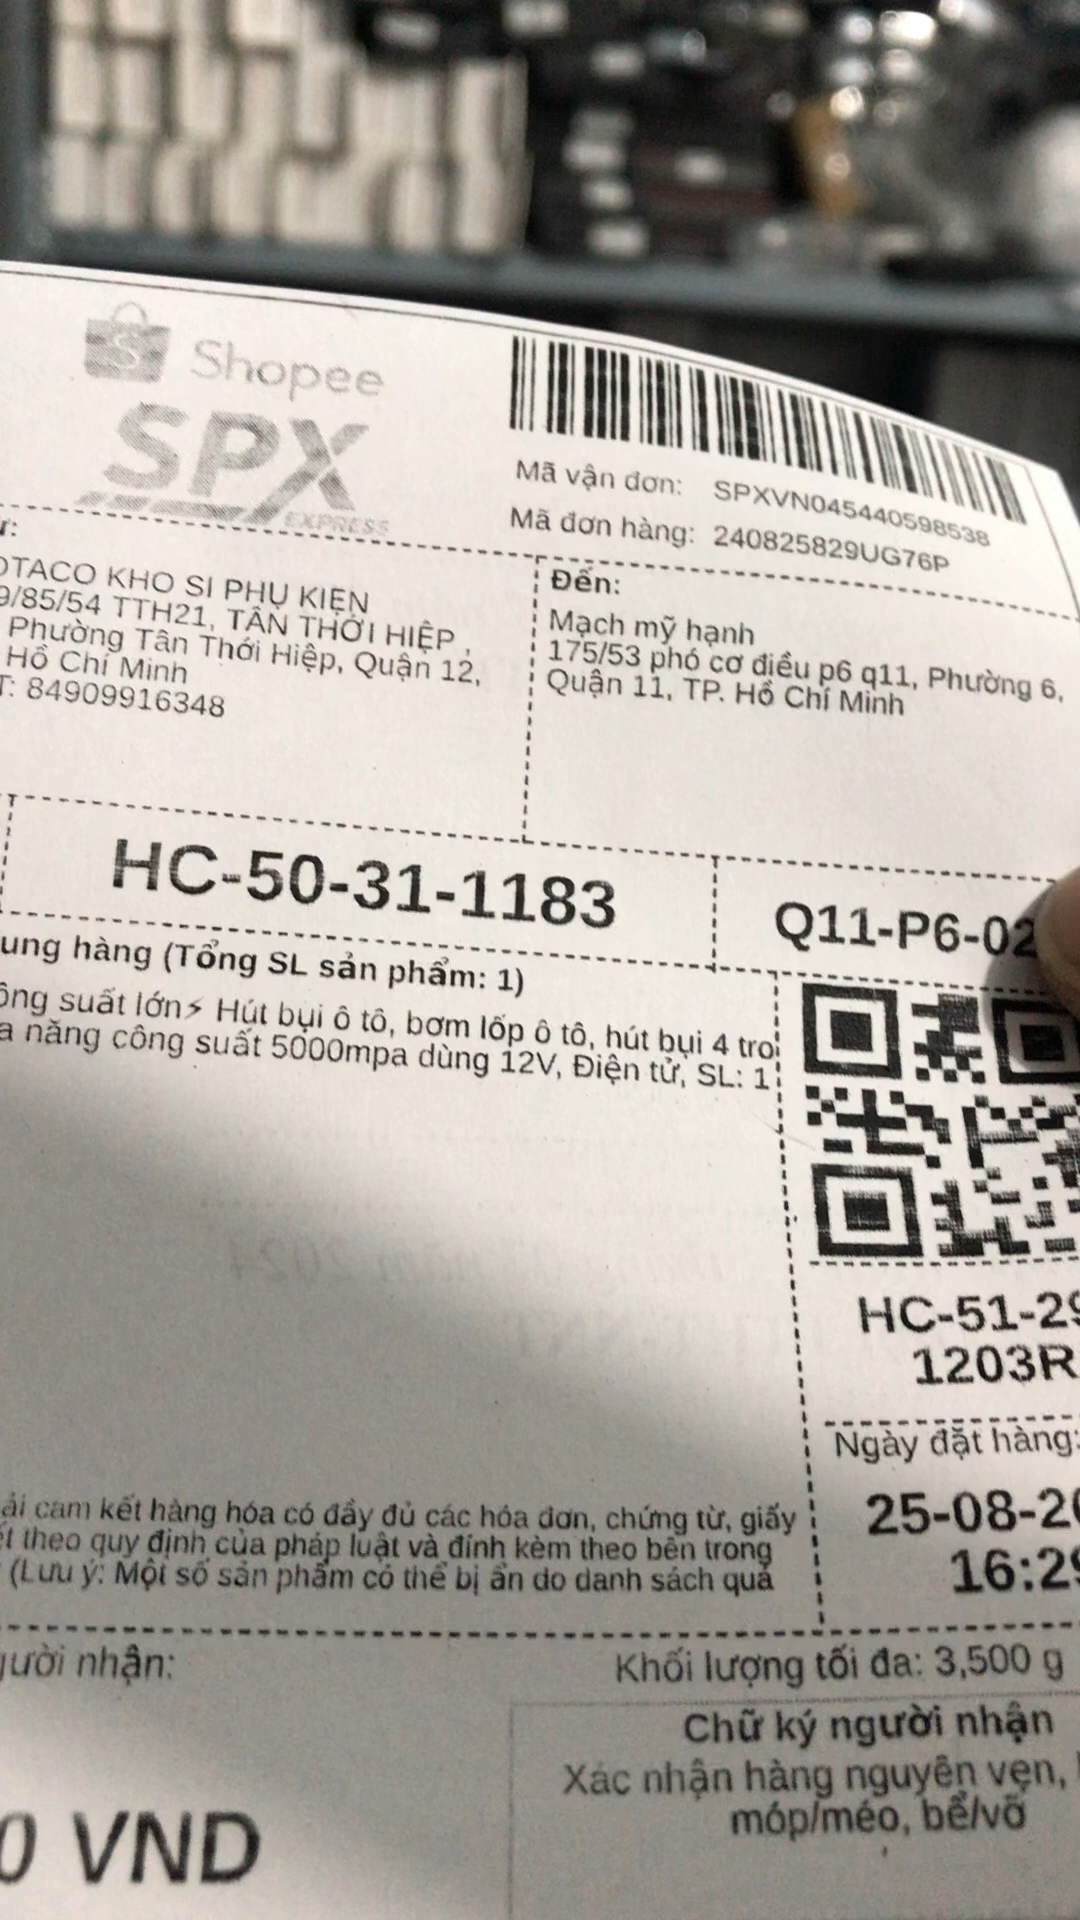 Shopee
SPX
EXPRESS
Mã vận đơn: SPXVN045440598538
Mã đơn hàng: 240825829UG76P
OTACO KHO SI PHỤ KIỆN
9/85/54 TTH21, TÂN THỚI HIỆP ,
Phường Tân Thới Hiệp, Quận 12,
Hồ Chí Minh
T: 84909916348
Đến:
Mạch mỹ hạnh
175/53 phó cơ điều p6 q11, Phường 6,
Quận 11, TP. Hồ Chí Minh
HC-50-31-1183
Q11-P6-02
ung hàng (Tổng SL sản phẩm: 1)
ông suất lớn⚡ Hút bụi ô tô, bơm lốp ô tô, hút bụi 4 tro
a năng công suất 5000mpa dùng 12V, Điện tử, SL: 1
HC-51-29
1203R
Ngày đặt hàng:
25-08-20
16:29
ải cam kết hàng hóa có đầy đủ các hóa đơn, chứng từ, giấy
ết theo quy định của pháp luật và đính kèm theo bên trong
(Lưu ý: Một số sản phẩm có thể bị ẩn do danh sách quá
gười nhận:
Khối lượng tối đa: 3,500 g
Chữ ký người nhận
Xác nhận hàng nguyên vẹn,
móp/méo, bể/vỡ
0 VND